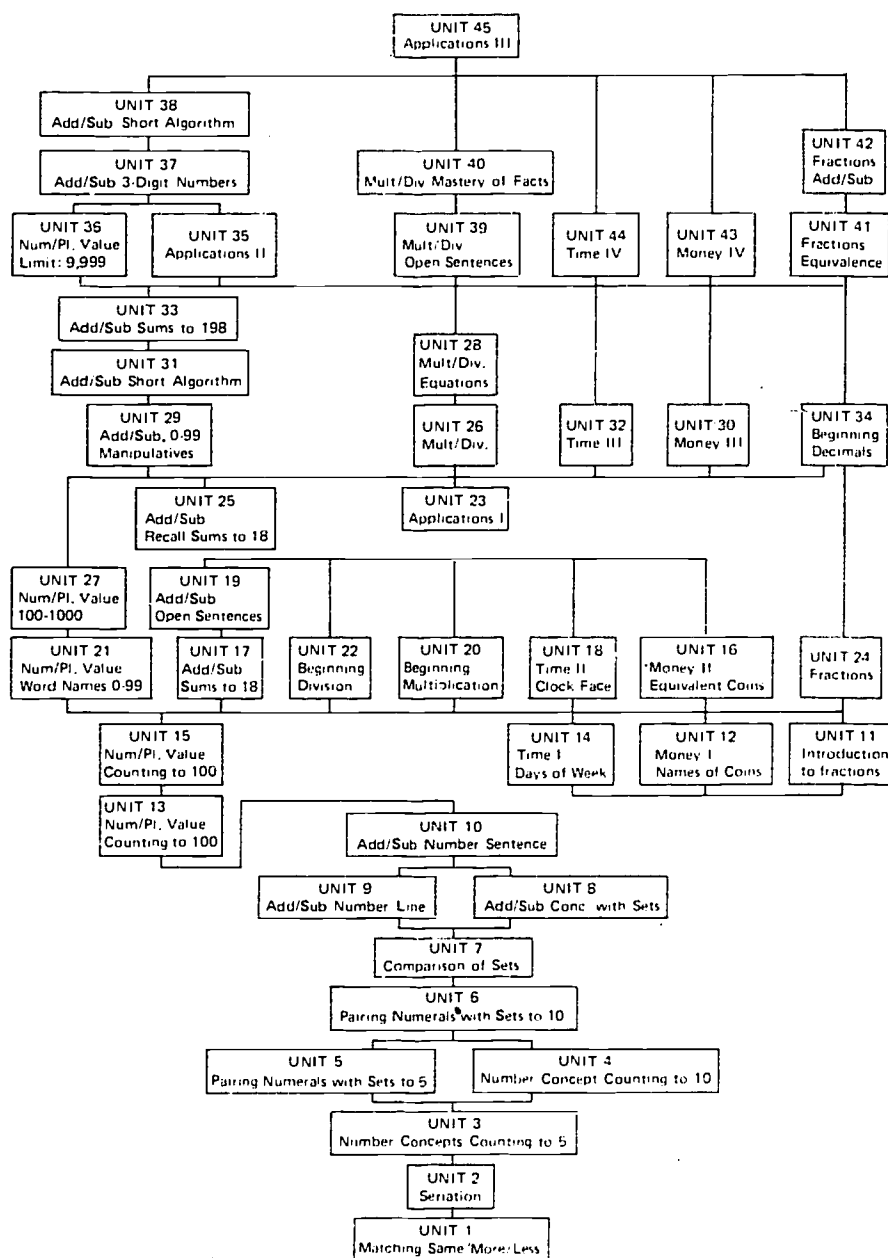 UNIT 45
Applications III
UNIT 38
Add/Sub Short Algorithm
UNIT 37
Add/Sub 3-Digit Numbers
UNIT 40
Mult/Div Mastery of Facts
UNIT 42
Fractions
Add/Sub
UNIT 36
Num/Pl. Value
Limit: 9,999
UNIT 35
Applications II
UNIT 39
Mult/Div
Open Sentences
UNIT 44
Time IV
UNIT 43
Money IV
UNIT 41
Fractions
Equivalence
UNIT 33
Add/Sub Sums to 198
UNIT 31
Add/Sub Short Algorithm
UNIT 28
Mult/Div.
Equations
UNIT 29
Add/Sub, 0-99
Manipulatives
UNIT 26
Mult/Div.
UNIT 32
Time III
UNIT 30
Money III
UNIT 34
Beginning
Decimals
UNIT 25
Add/Sub
Recall Sums to 18
UNIT 23
Applications I
UNIT 27
Num/Pl. Value
100-1000
UNIT 19
Add/Sub
Open Sentences
UNIT 21
Num/Pl. Value
Word Names 0-99
UNIT 17
Add/Sub
Sums to 18
UNIT 22
Beginning
Division
UNIT 20
Beginning
Multiplication
UNIT 18
Time II
Clock Face
UNIT 16
Money II
Equivalent Coins
UNIT 24
Fractions
UNIT 15
Num/Pl. Value
Counting to 100
UNIT 14
Time I
Days of Week
UNIT 12
Money I
Names of Coins
UNIT 11
Introduction
to fractions
UNIT 13
Num/Pl. Value
Counting to 100
UNIT 10
Add/Sub Number Sentence
UNIT 9
Add/Sub Number Line
UNIT 8
Add/Sub Conc with Sets
UNIT 7
Comparison of Sets
UNIT 6
Pairing Numerals with Sets to 10
UNIT 5
Pairing Numerals with Sets to 5
UNIT 4
Number Concept Counting to 10
UNIT 3
Number Concepts Counting to 5
UNIT 2
Seriation
UNIT 1
Matching Same More/Less